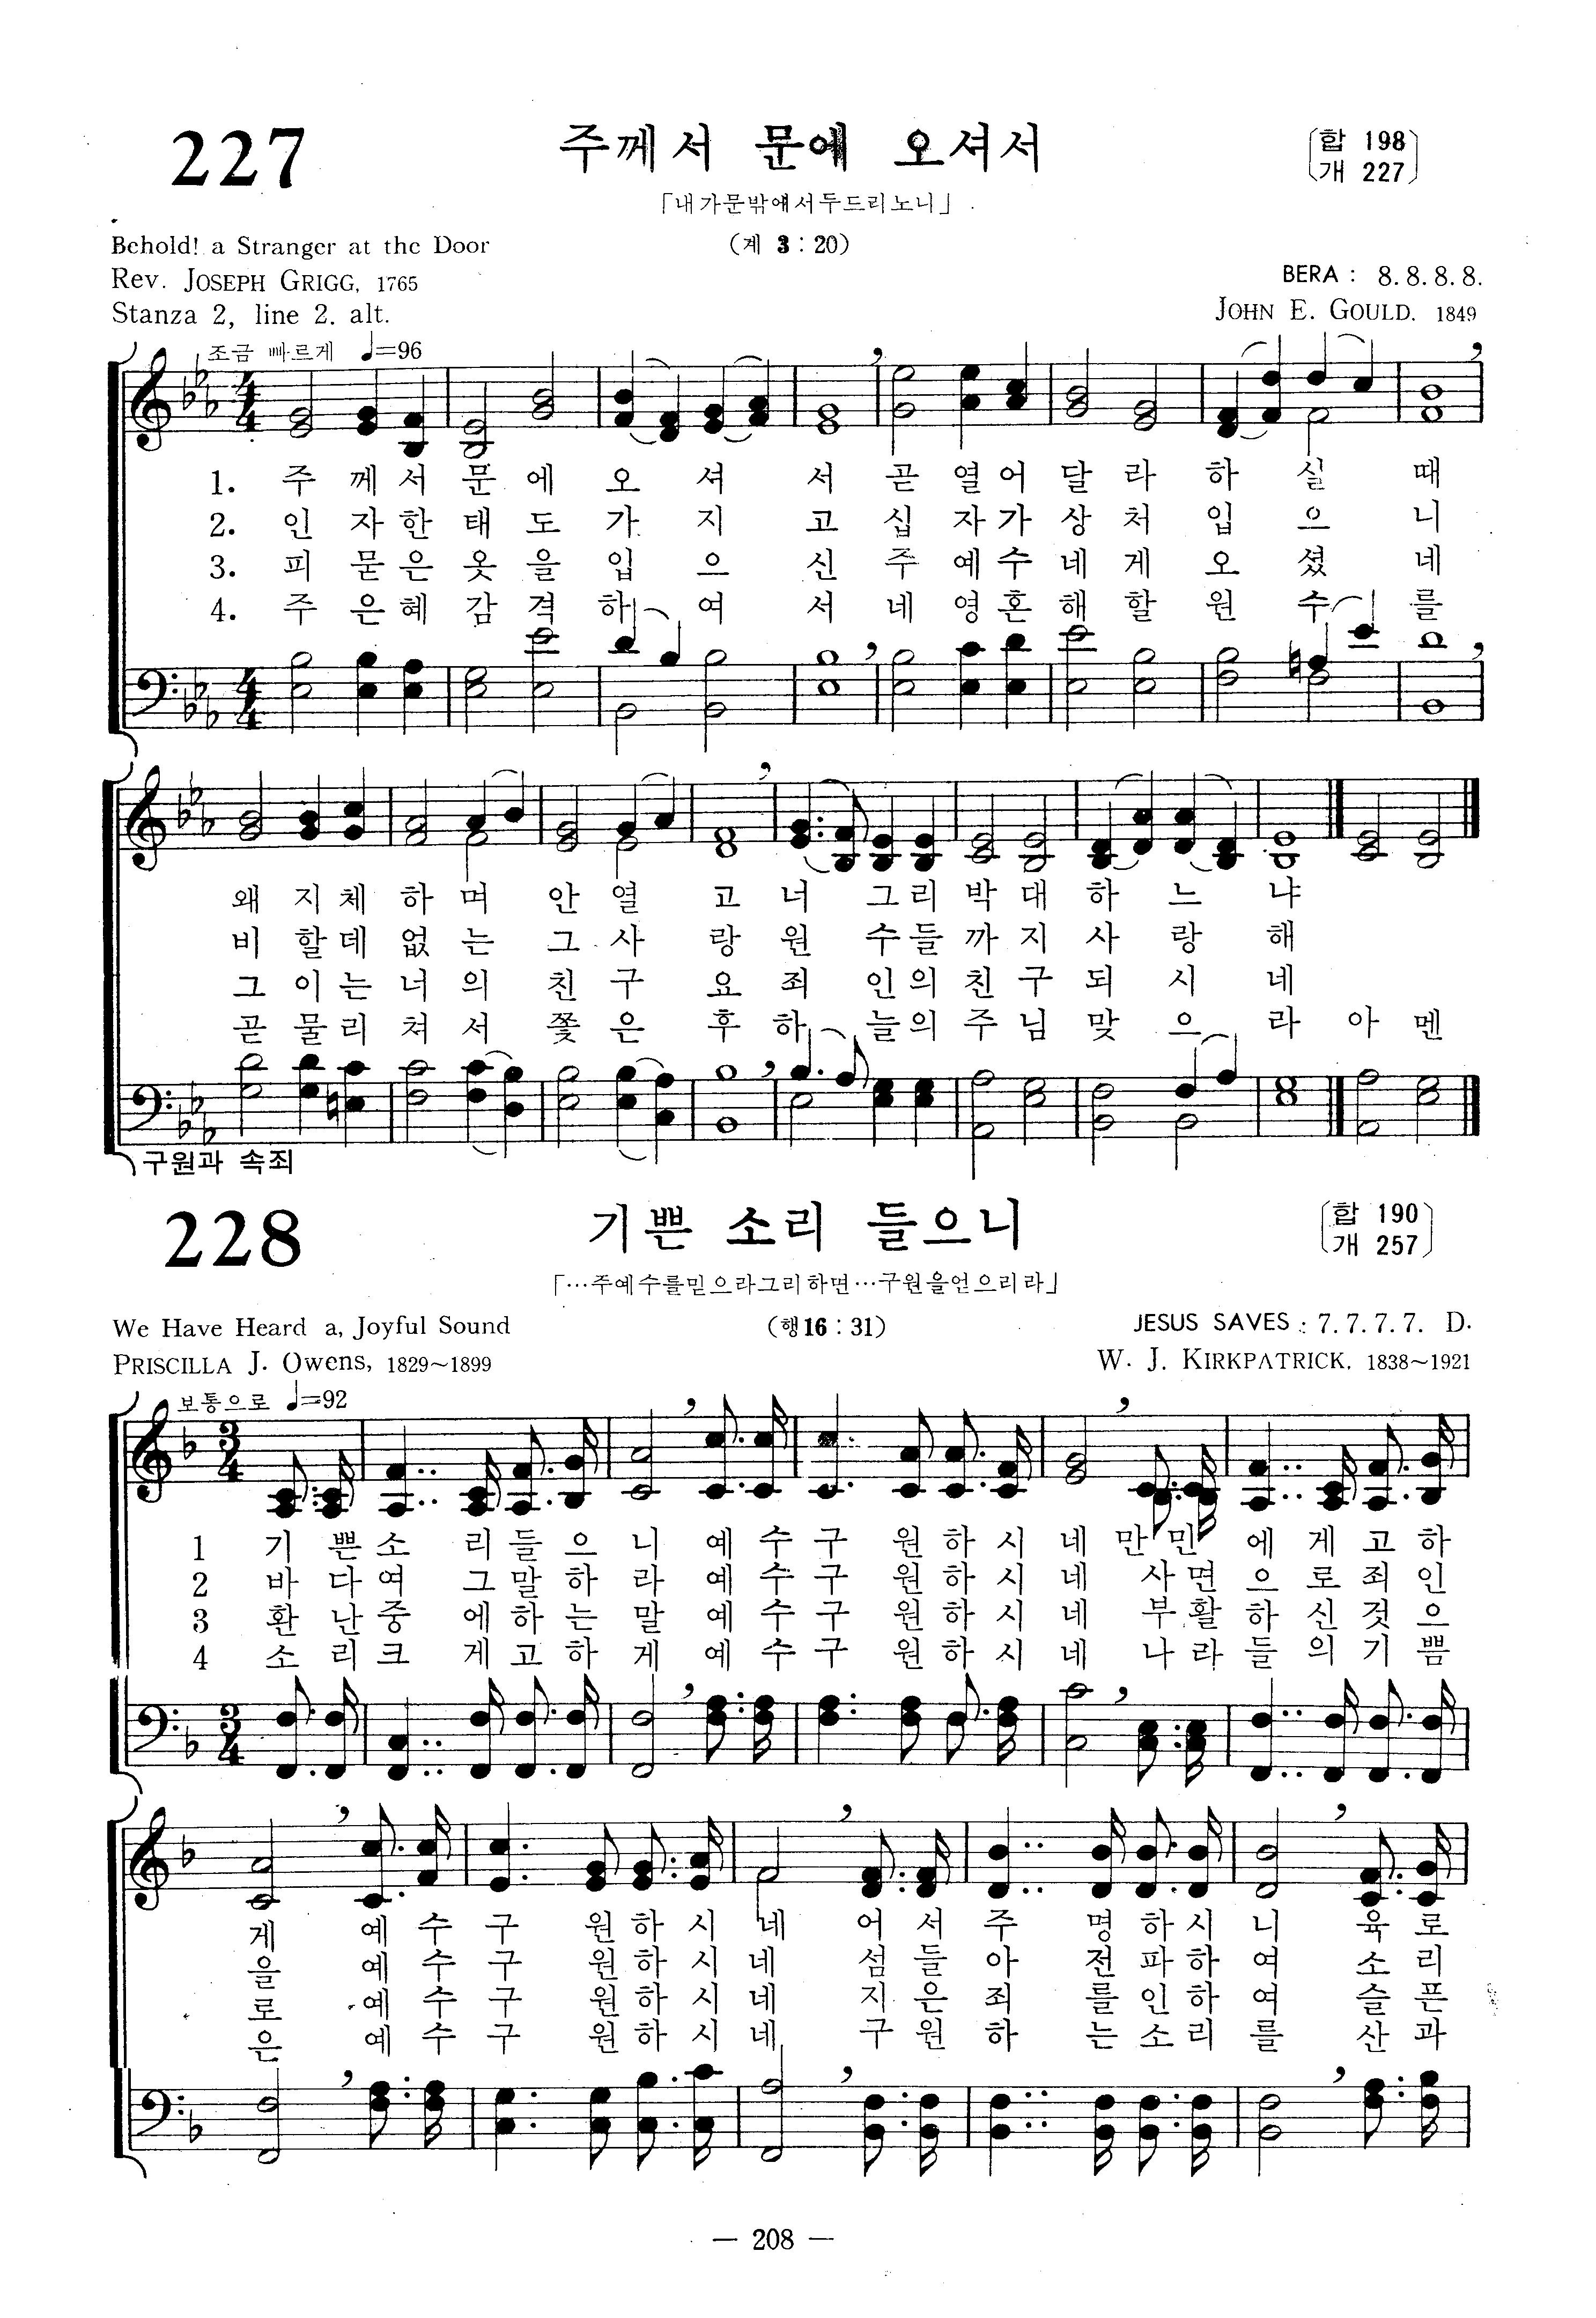 227
주께서 문에 오셔서
〔합 198
개 227〕
「내가문밖에서두드리노니」
Behold! a Stranger at the Door
(계 3 : 20)
Rev. JOSEPH GRIGG, 1765
BERA : 8. 8. 8. 8.
Stanza 2, line 2. alt.
JOHN E. GOULD. 1849
조금 빠르게 ♩=96
1. 주 께 서 문 에 오 셔 서 곧 열 어 달 라 하 실 때
2. 인 자 한 태 도 가 지 고 십 자 가 상 처 입 으 니
3. 피 묻 은 옷 을 입 으 신 주 예 수 네 게 오 셨 네
4. 주 은 혜 감 격 하 여 서 네 영 혼 해 할 원 수 를
왜 지 체 하 며 안 열 고 너 그 리 박 대 하 느 냐
비 할 데 없 는 그 사 랑 원 수 들 까 지 사 랑 해
그 이 는 너 의 친 구 요 죄 인 의 친 구 되 시 네
곧 물 리 쳐 서 쫓 은 후 하 늘 의 주 님 맞 으 라 아 멘
구원과 속죄
228
기쁜 소리 들으니
〔합 190
개 257〕
「…주예수를믿으라그리하면…구원을얻으리라」
We Have Heard a, Joyful Sound
(행 16 : 31)
JESUS SAVES : 7. 7. 7. 7. D.
PRISCILLA J. Owens, 1829~1899
W. J. KIRKPATRICK. 1838~1921
보통으로 ♩=92
1 기 쁜 소 리 들 으 니 예 수 구 원 하 시 네 만 민 에 게 고 하
2 바 다 여 그 말 하 라 예 수 구 원 하 시 네 사 면 으 로 죄 인
3 환 난 중 에 하 는 말 예 수 구 원 하 시 네 부 활 하 신 것 으
4 소 리 크 게 고 하 게 예 수 구 원 하 시 네 나 라 들 의 기 쁨
게 예 수 구 원 하 시 네 어 서 주 명 하 시 니 육 로
을 예 수 구 원 하 시 네 섬 들 아 전 파 하 여 소 리
로 예 수 구 원 하 시 네 지 은 죄 를 인 하 여 슬 픈
은 예 수 구 원 하 시 네 구 원 하 는 소 리 를 산 과
— 208 —